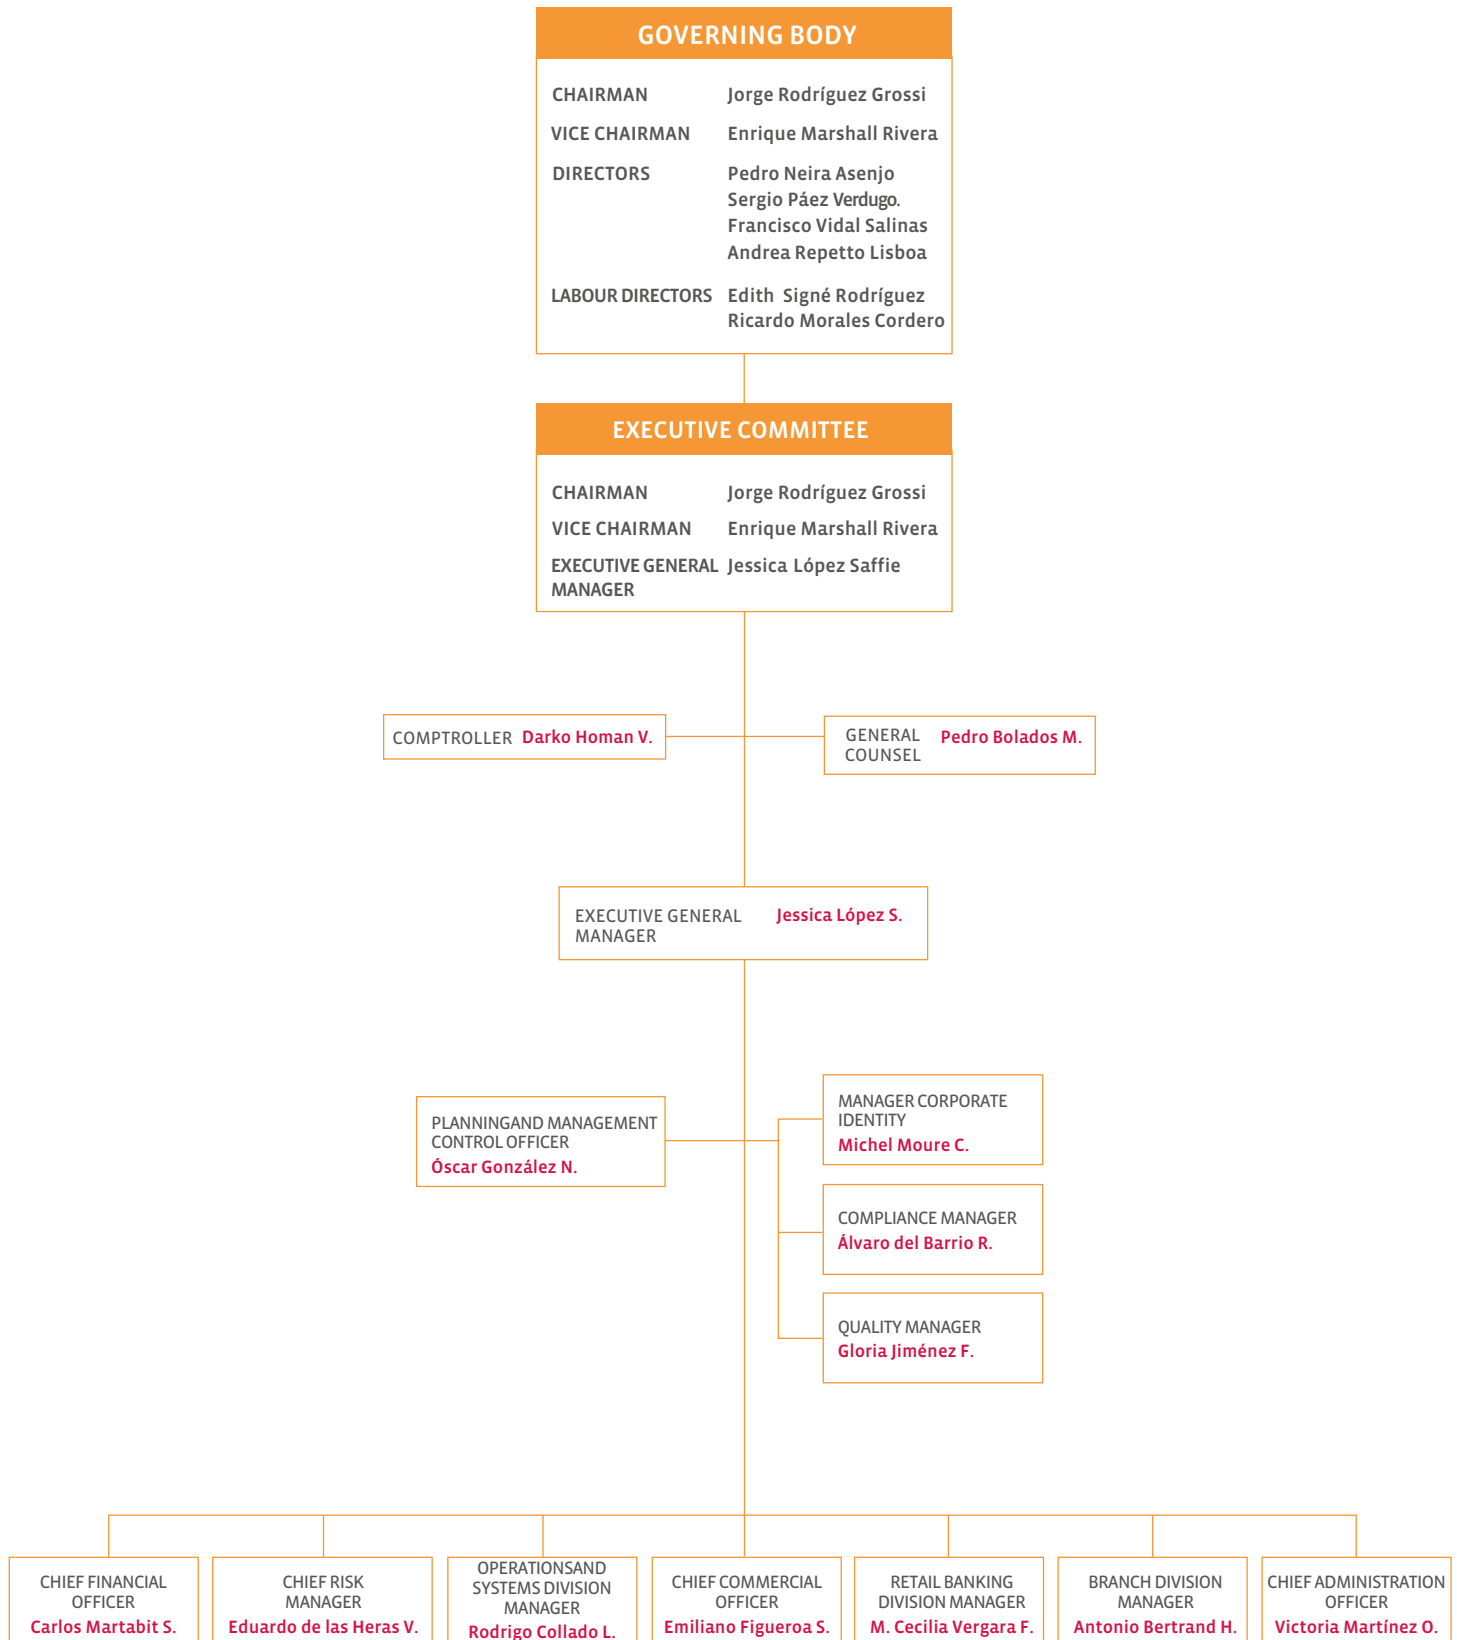 GOVERNING BODY
CHAIRMAN Jorge Rodríguez Grossi
VICE CHAIRMAN Enrique Marshall Rivera
DIRECTORS Pedro Neira Asenjo
Sergio Páez Verdugo.
Francisco Vidal Salinas
Andrea Repetto Lisboa
LABOUR DIRECTORS Edith Signé Rodríguez
Ricardo Morales Cordero
EXECUTIVE COMMITTEE
CHAIRMAN Jorge Rodríguez Grossi
VICE CHAIRMAN Enrique Marshall Rivera
EXECUTIVE GENERAL Jessica López Saffie
MANAGER
COMPTROLLER Darko Homan V.
GENERAL Pedro Bolados M.
COUNSEL
EXECUTIVE GENERAL Jessica López S.
MANAGER
PLANNINGAND MANAGEMENT
CONTROL OFFICER
Óscar González N.
MANAGER CORPORATE
IDENTITY
Michel Moure C.
COMPLIANCE MANAGER
Álvaro del Barrio R.
QUALITY MANAGER
Gloria Jiménez F.
CHIEF FINANCIAL
OFFICER
Carlos Martabit S.
CHIEF RISK
MANAGER
Eduardo de las Heras V.
OPERATIONSAND
SYSTEMS DIVISION
MANAGER
Rodrigo Collado L.
CHIEF COMMERCIAL
OFFICER
Emiliano Figueroa S.
RETAIL BANKING
DIVISION MANAGER
M. Cecilia Vergara F.
BRANCH DIVISION
MANAGER
Antonio Bertrand H.
CHIEF ADMINISTRATION
OFFICER
Victoria Martínez O.